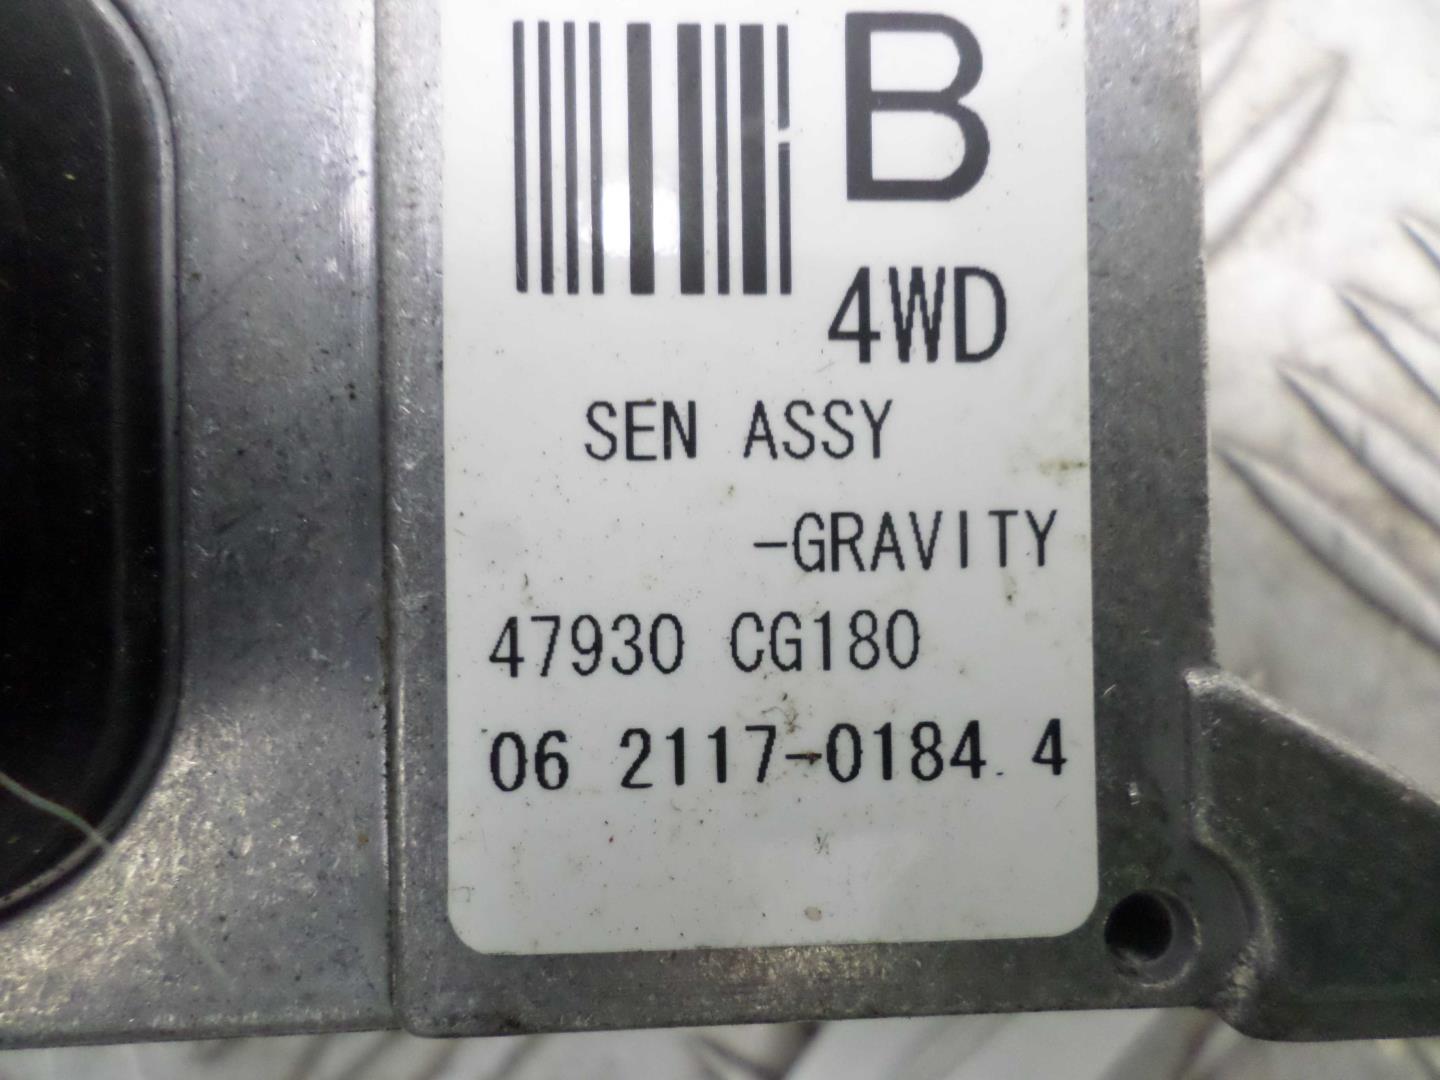 B
4WD
SEN ASSY
-GRAVITY
47930 CG180
06 2117-0184 4